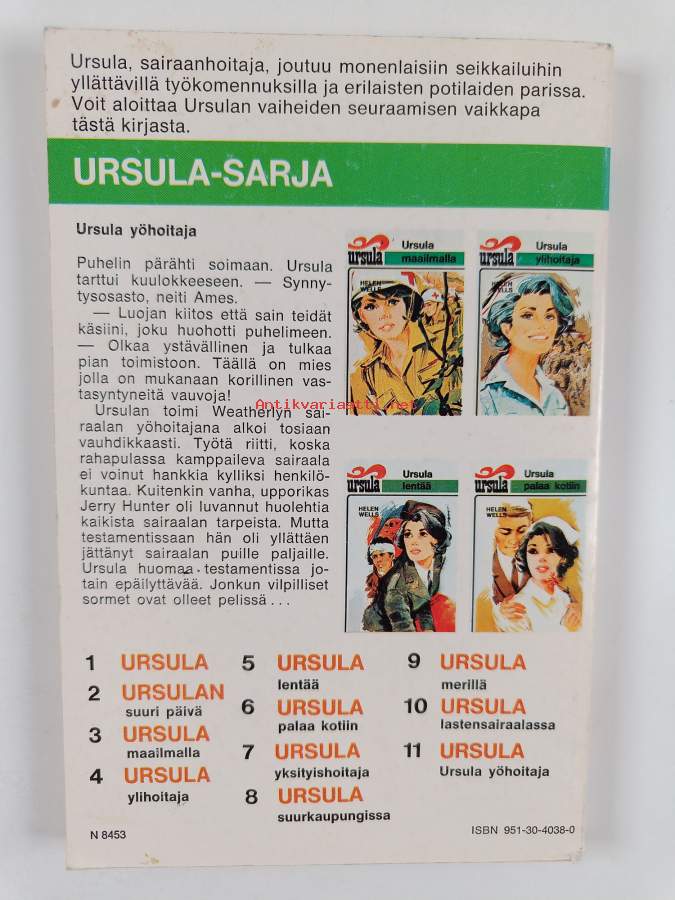 Ursula, sairaanhoitaja, joutuu monenlaisiin seikkailuihin
yllättävillä työkomennuksilla ja erilaisten potilaiden parissa.
Voit aloittaa Ursulan vaiheiden seuraamisen vaikkapa
tästä kirjasta.
URSULA-SARJA
Ursula yöhoitaja
Puhelin pärähti soimaan. Ursula
tarttui kuulokkeeseen. — Synny-
tysosasto, neiti Ames.
— Luojan kiitos että sain teidät
käsiini, joku huohotti puhelimeen.
— Olkaa ystävällinen ja tulkaa
pian toimistoon. Täällä on mies
jolla on mukanaan korillinen vas-
tasyntyneitä vauvoja!
Ursulan toimi Weatherlyn sai-
raalan yöhoitajana alkoi tosiaan
vauhdikkaasti. Työtä riitti, koska
rahapulassa kamppaileva sairaala
ei voinut hankkia kylliksi henkilö-
kuntaa. Kuitenkin vanha, upporikas
Jerry Hunter oli luvannut huolehtia
kaikista sairaalan tarpeista. Mutta
testamentissaan hän oli yllättäen
jättänyt sairaalan puille paljaille.
Ursula huomaa testamentissa jo-
tain epäilyttävää. Jonkun vilpilliset
sormet ovat olleet pelissä ...
ursula
Ursula
maailmalla
HELEN
WELLS
ursula
Ursula
ylihoitaja
HELEN
WELLS
Antikvariaatti.net
ursula
Ursula
lentää
HELEN
WELLS
ursula
Ursula
palaa kotiin
HELEN
WELLS
1 URSULA
2 URSULAN
suuri päivä
3 URSULA
maailmalla
4 URSULA
ylihoitaja
5 URSULA
lentää
6 URSULA
palaa kotiin
7 URSULA
yksityishoitaja
8 URSULA
suurkaupungissa
9 URSULA
merillä
10 URSULA
lastensairaalassa
11 URSULA
Ursula yöhoitaja
N 8453
ISBN 951-30-4038-0